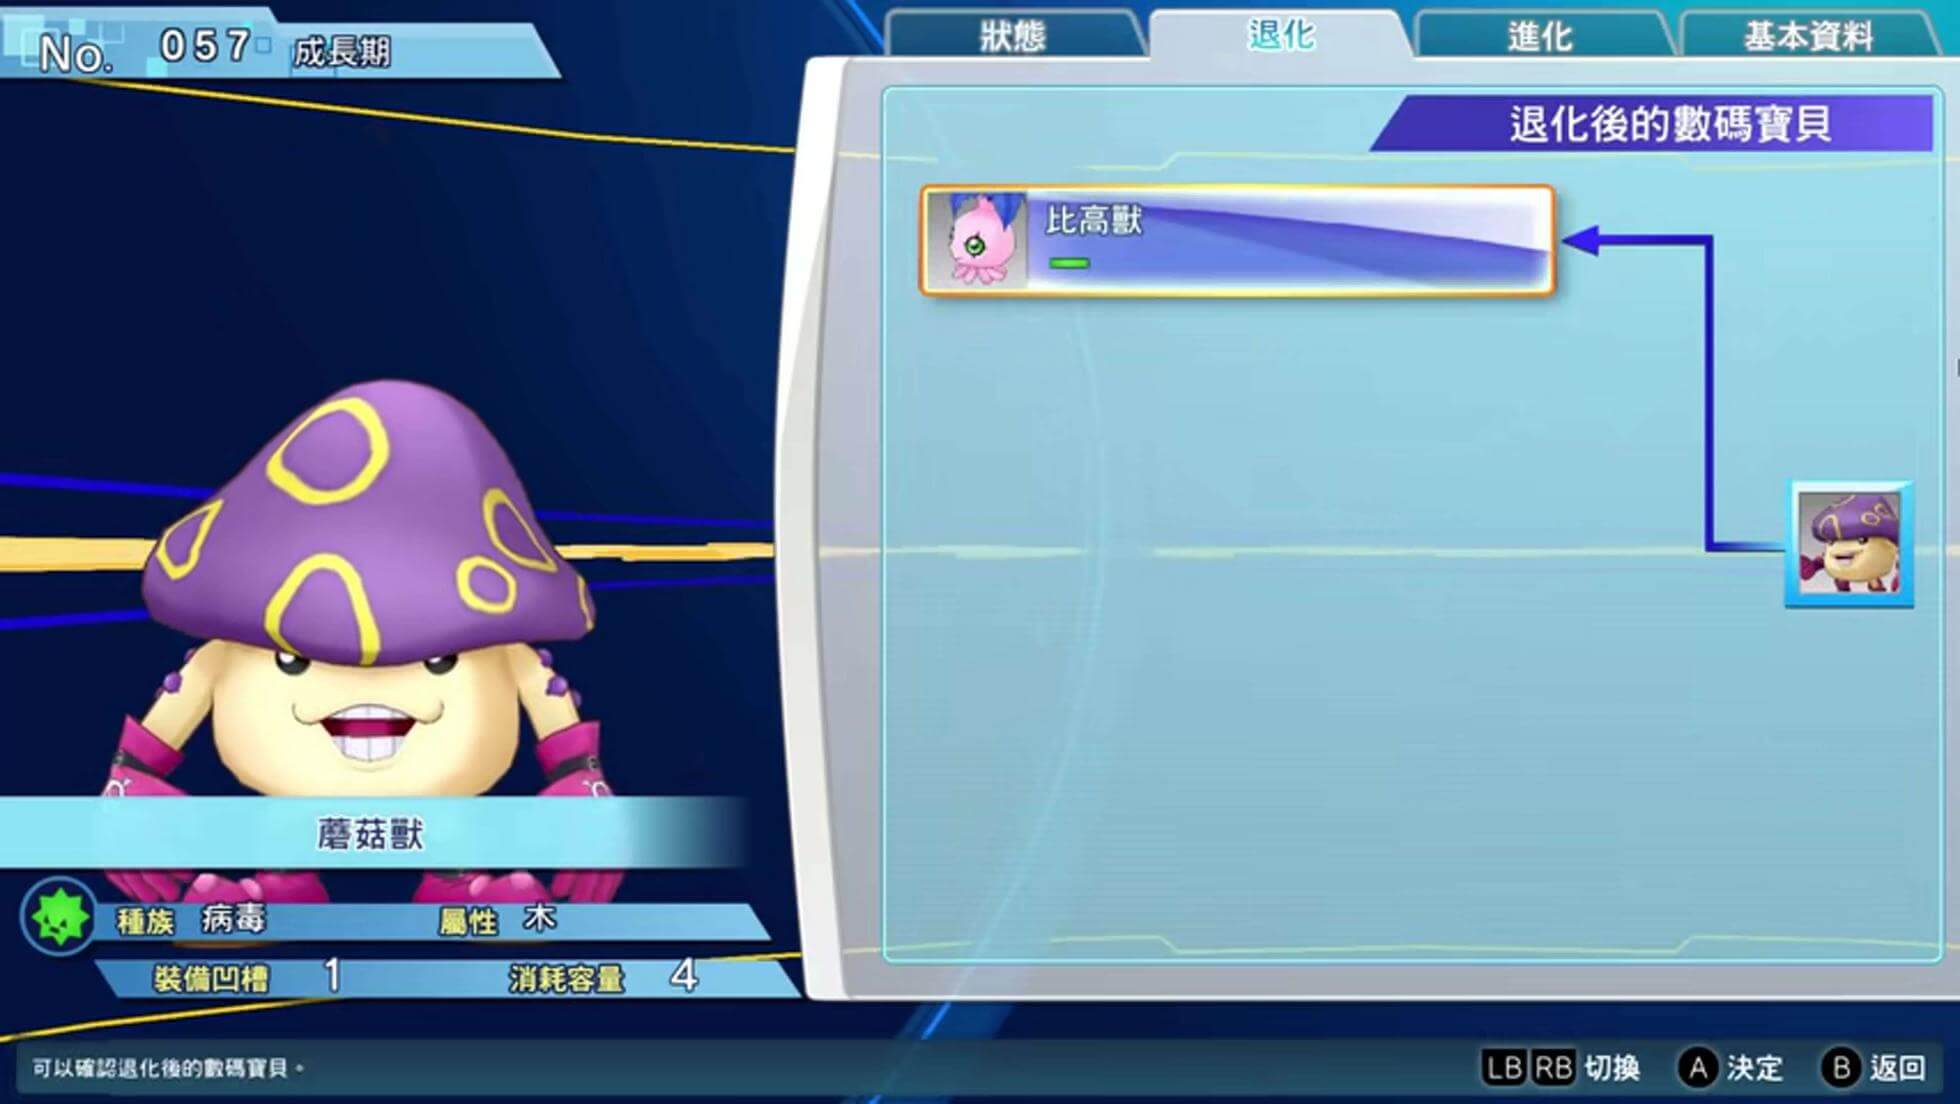 No. 057 成長期
狀態 退化 進化 基本資料
退化後的數碼寶貝
比高獸
蘑菇獸
種族 病毒 屬性 木
裝備凹槽 1 消耗容量 4
可以確認退化後的數碼寶貝。
LB RB 切換 A 決定 B 返回